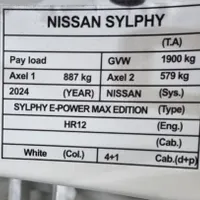 NISSAN SYLPHY
(T.A)
Pay load GVW 1900 kg
Axel 1 887 kg Axel 2 579 kg
2024 (YEAR) NISSAN (Sys.)
SYLPHY E-POWER MAX EDITION (Type)
HR12 (Eng.)
(Cab.)
White (Col.) 4+1 Cab.(d+p)